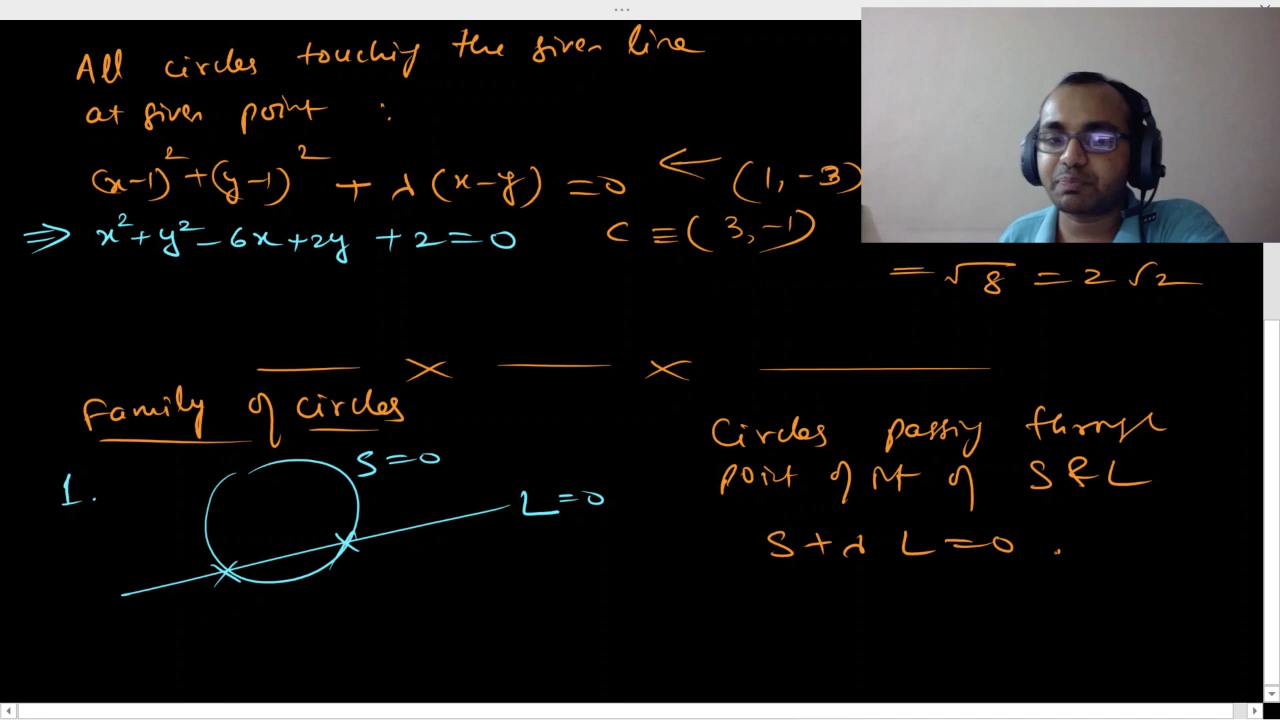 All circles touching the given line
at given point :
(x-1)² + (y-1)² + λ (x-y) = 0 ← (1, -3)
⇒ x² + y² - 6x + 2y + 2 = 0 C ≡ (3, -1)
= √8 = 2√2
Family of circles
1.
S = 0
L = 0
Circles passing through
point of int of S & L
S + λ L = 0 .